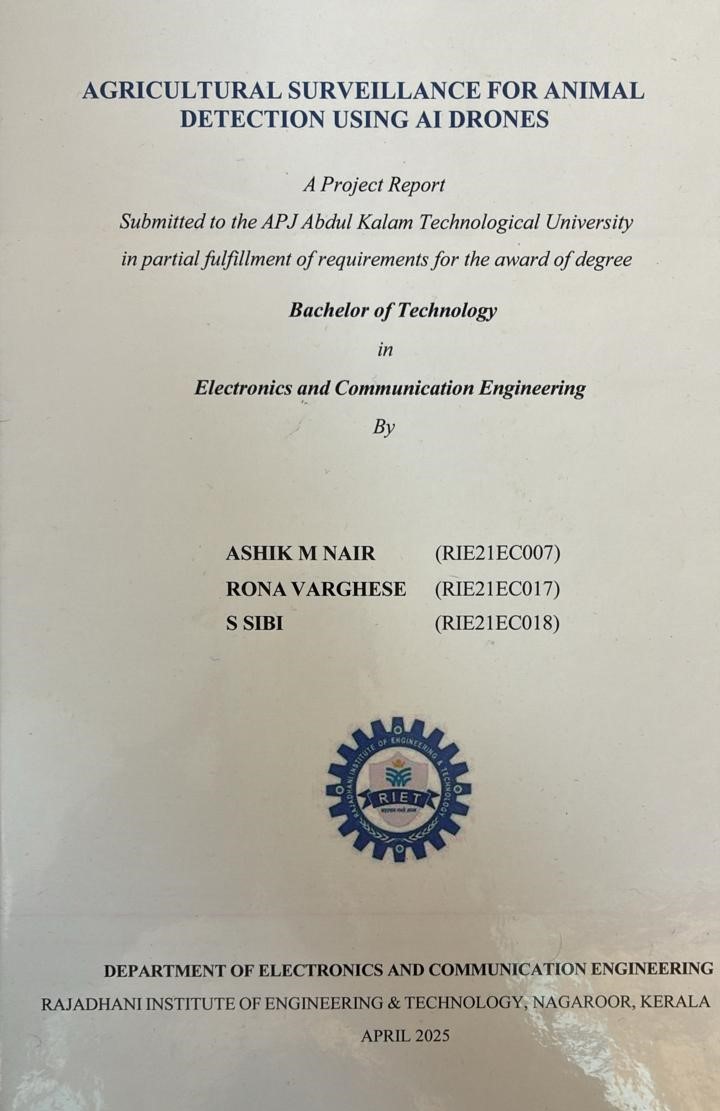 AGRICULTURAL SURVEILLANCE FOR ANIMAL
DETECTION USING AI DRONES
A Project Report
Submitted to the APJ Abdul Kalam Technological University
in partial fulfillment of requirements for the award of degree
Bachelor of Technology
in
Electronics and Communication Engineering
By
ASHIK M NAIR (RIE21EC007)
RONA VARGHESE (RIE21EC017)
S SIBI (RIE21EC018)
RAJADHANI INSTITUTE OF ENGINEERING & TECHNOLOGY
RIET
DEPARTMENT OF ELECTRONICS AND COMMUNICATION ENGINEERING
RAJADHANI INSTITUTE OF ENGINEERING & TECHNOLOGY, NAGAROOR, KERALA
APRIL 2025